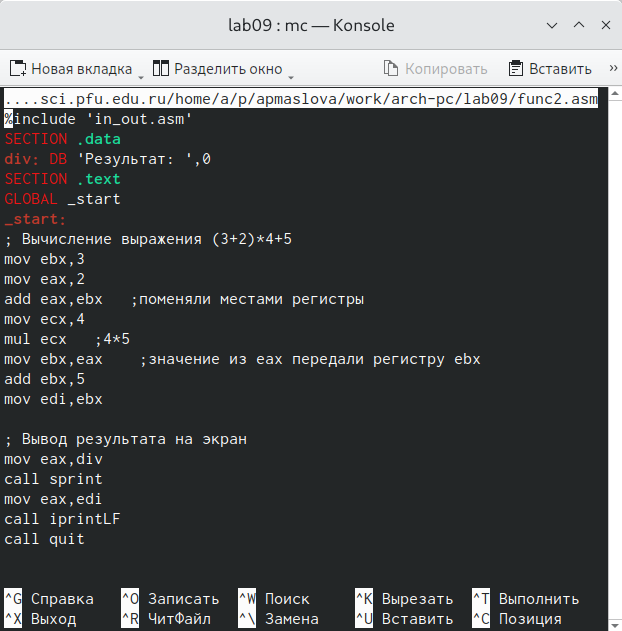 lab09 : mc — Konsole
Новая вкладка Разделить окно Копировать Вставить »
....sci.pfu.edu.ru/home/a/p/apmaslova/work/arch-pc/lab09/func2.asm
%include 'in_out.asm'
SECTION .data
div: DB 'Результат: ',0
SECTION .text
GLOBAL _start
_start:
; Вычисление выражения (3+2)*4+5
mov ebx,3
mov eax,2
add eax,ebx   ;поменяли местами регистры
mov ecx,4
mul ecx   ;4*5
mov ebx,eax    ;значение из eax передали регистру ebx
add ebx,5
mov edi,ebx
; Вывод результата на экран
mov eax,div
call sprint
mov eax,edi
call iprintLF
call quit
^G Справка ^O Записать ^W Поиск ^K Вырезать ^T Выполнить
^X Выход ^R ЧитФайл ^\ Замена ^U Вставить ^C Позиция